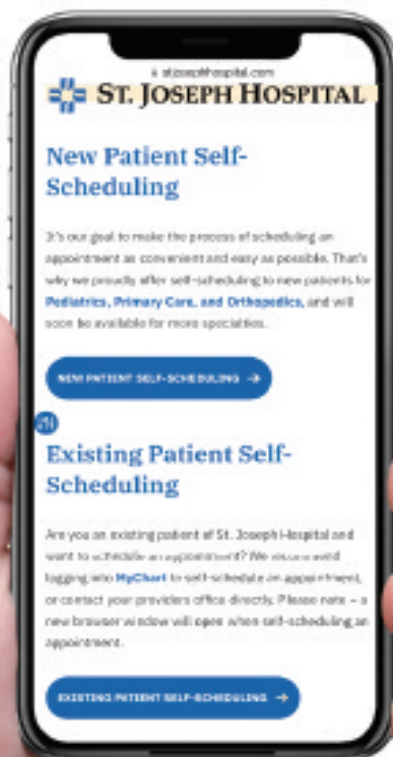 stjosephhospital.com
ST. JOSEPH HOSPITAL
New Patient Self-
Scheduling
It's our goal to make the process of scheduling an
appointment as convenient and easy as possible. That's
why we proudly offer self-scheduling to new patients for
Pediatrics, Primary Care, and Orthopedics, and will
soon be available for more specialties.
NEW PATIENT SELF-SCHEDULING →
Existing Patient Self-
Scheduling
Are you an existing patient of St. Joseph Hospital and
want to schedule an appointment? We recommend
logging into MyChart to self-schedule an appointment,
or contact your providers office directly. Please note – a
new browser window will open when self-scheduling an
appointment.
EXISTING PATIENT SELF-SCHEDULING →